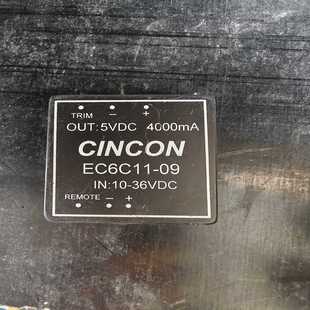 TRIM - +
OUT:5VDC 4000mA
CINCON
EC6C11-09
IN:10-36VDC
REMOTE - +